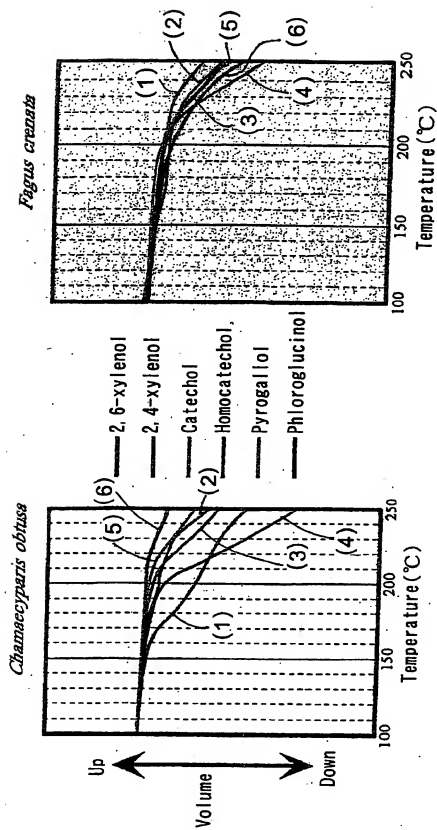 Chamaecyparis obtusa
Up
Volume
Down
(1)
(2)
(3)
(4)
(5)
(6)
100
150
200
250
Temperature(°C)
2,6-xylenol
2,4-xylenol
Catechol
Homocatechol,
Pyrogallol
Phloroglucinol
Fagus crenata
(1)
(2)
(3)
(4)
(5)
(6)
100
150
200
250
Temperature(°C)